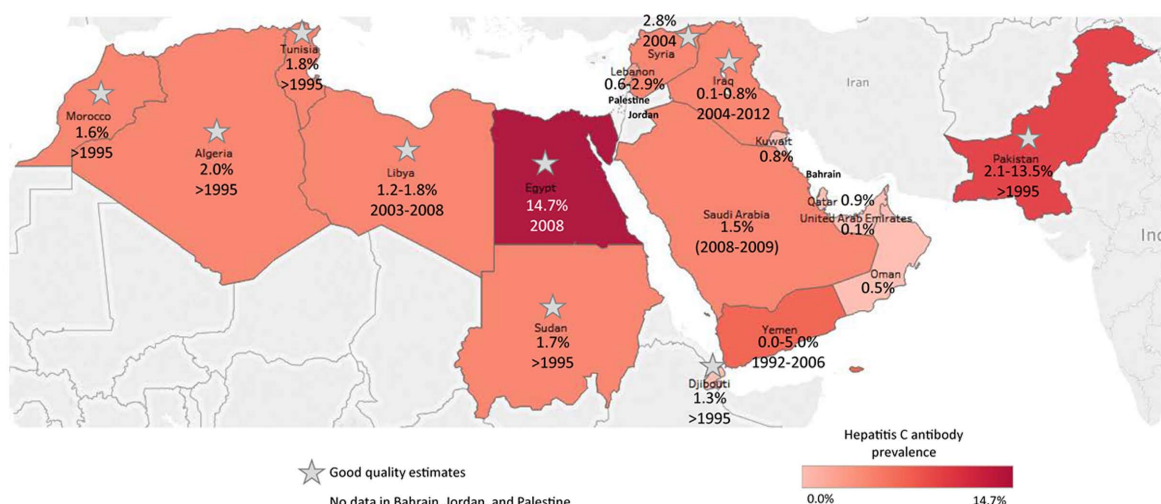 Tunisia
1.8%
>1995
Morocco
1.6%
>1995
Algeria
2.0%
>1995
Libya
1.2-1.8%
2003-2008
Egypt
14.7%
2008
Sudan
1.7%
>1995
2.8%
2004
Syria
Lebanon
0.6-2.9%
Palestine
Jordan
Iraq
0.1-0.8%
2004-2012
Iran
Kuwait
0.8%
Bahrain
Qatar 0.9%
United Arab Emirates
0.1%
Saudi Arabia
1.5%
(2008-2009)
Oman
0.5%
Yemen
0.0-5.0%
1992-2006
Djibouti
1.3%
>1995
Pakistan
2.1-13.5%
>1995
Good quality estimates
No data in Bahrain, Jordan, and Palestine
Hepatitis C antibody
prevalence
0.0% 14.7%